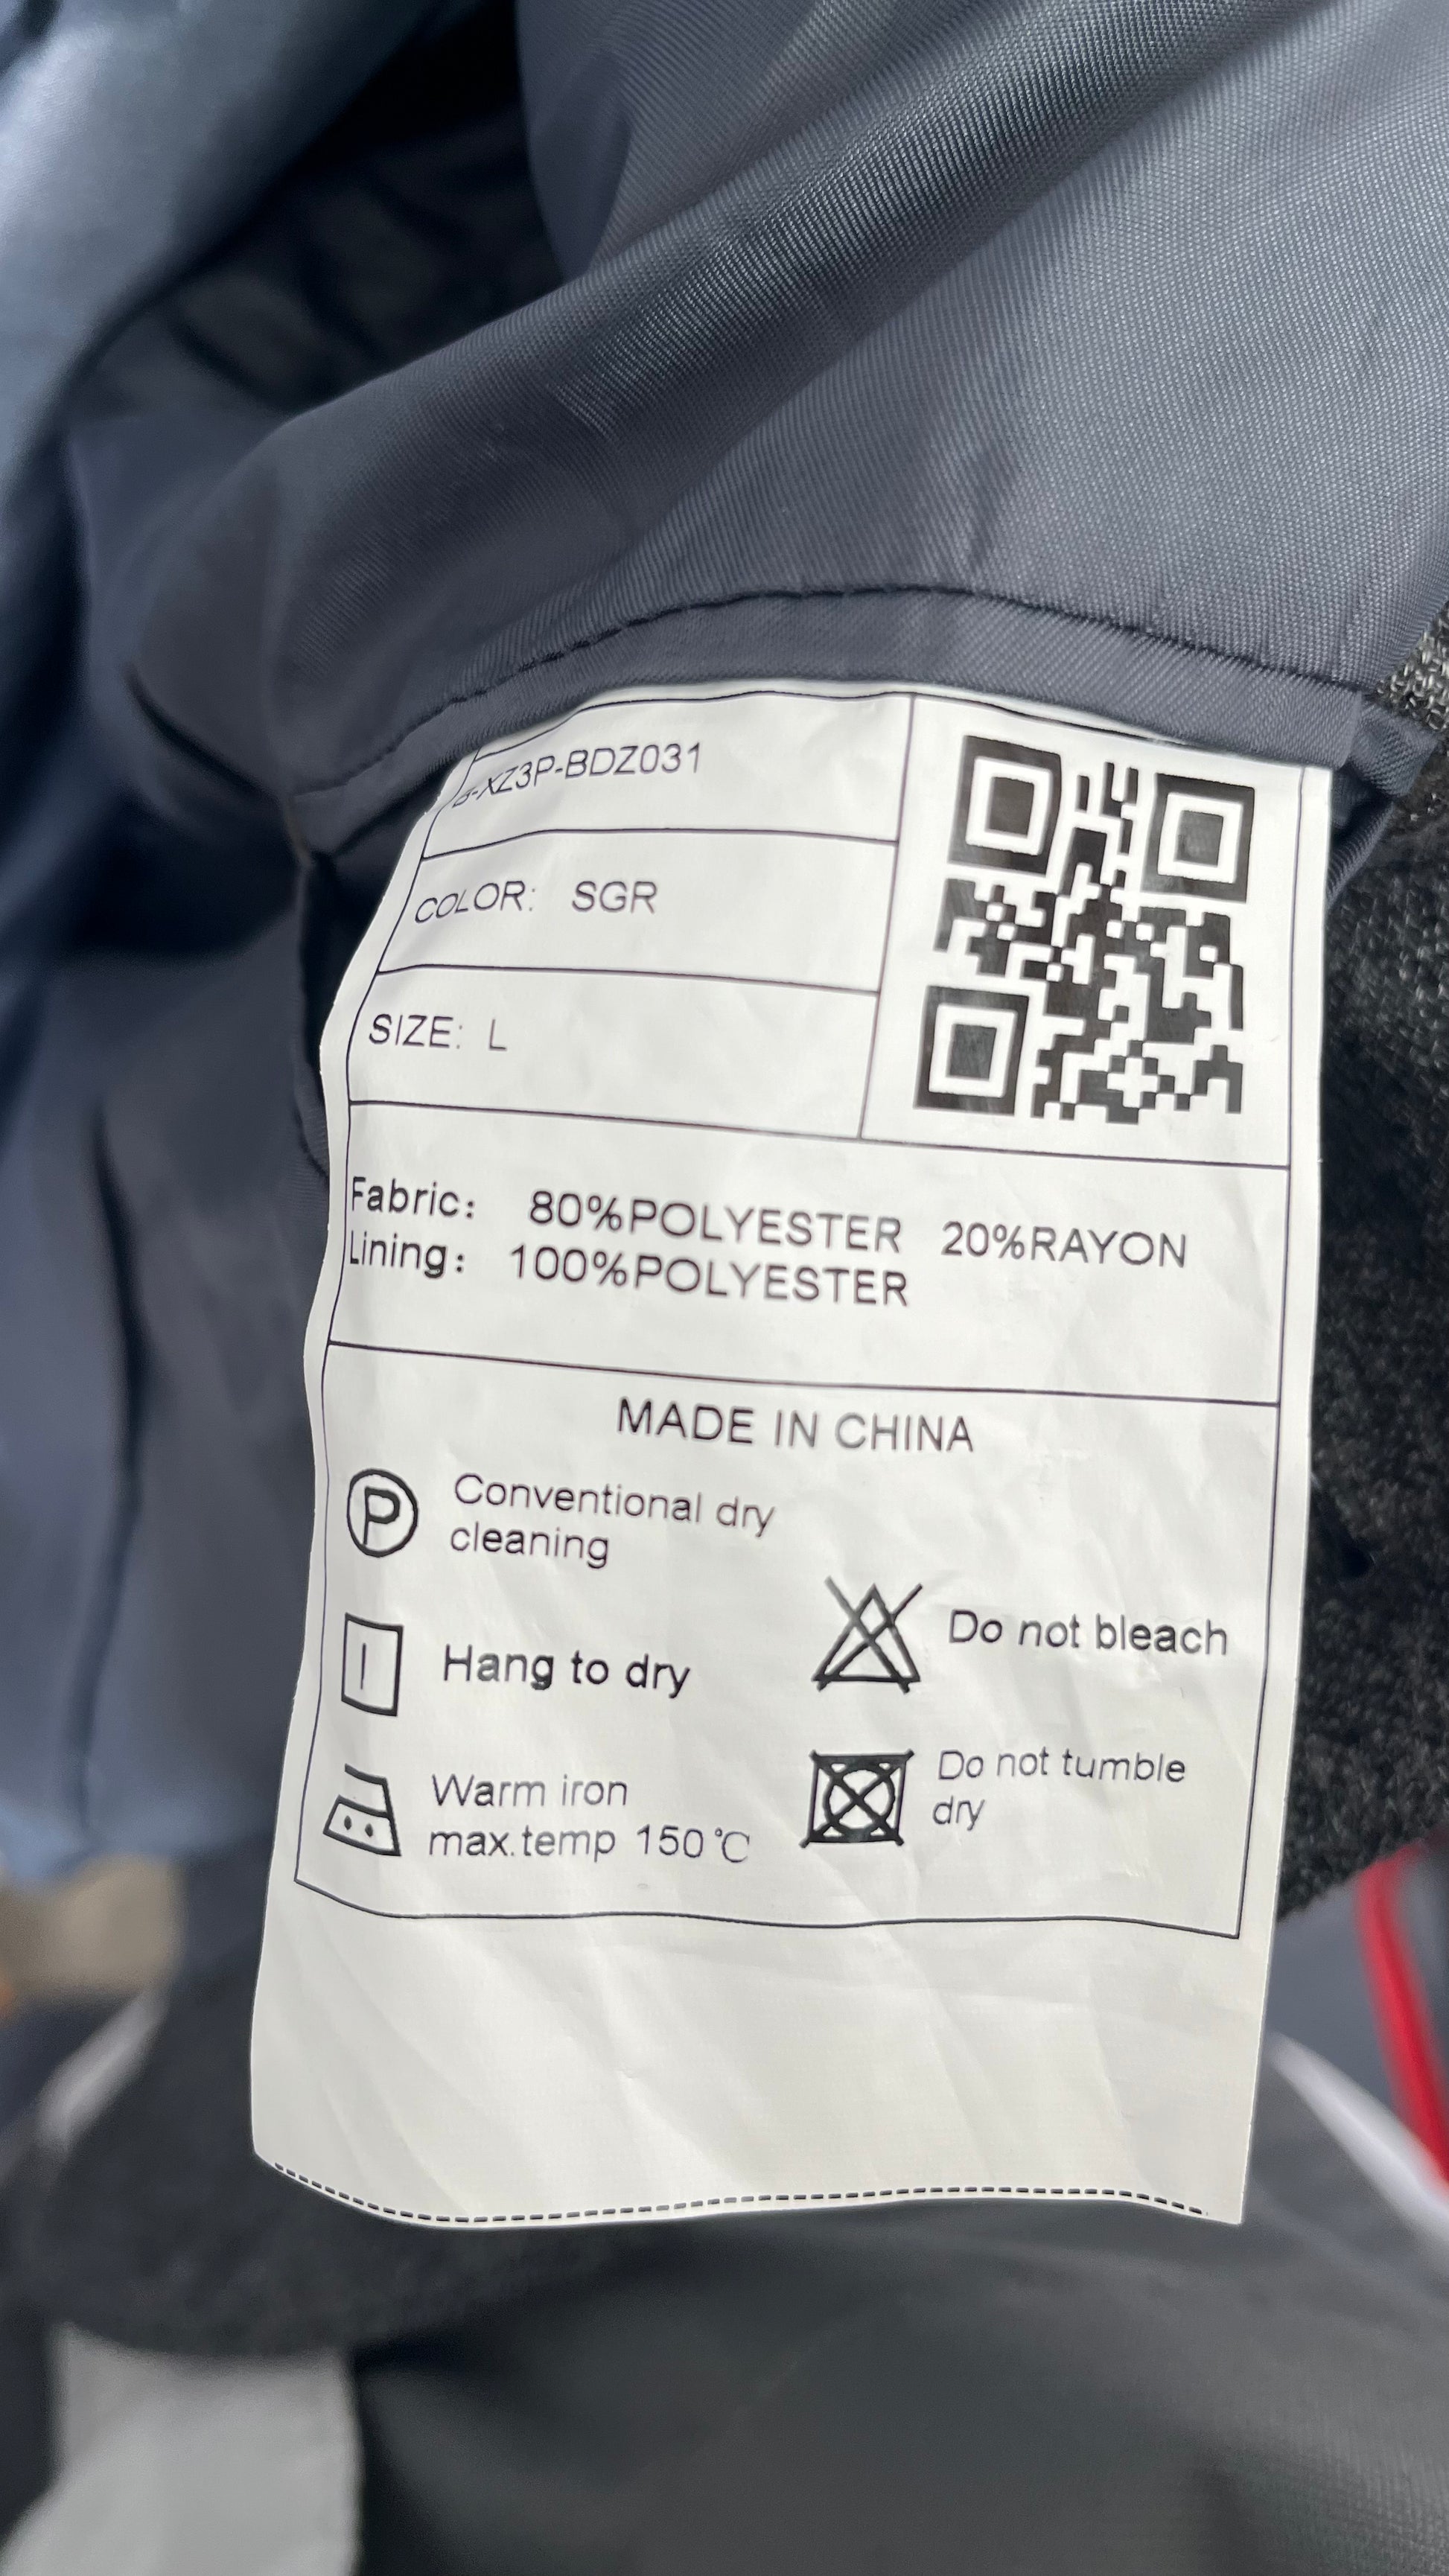 -XZ3P-BDZ031
COLOR: SGR
SIZE: L
Fabric: 80%POLYESTER 20%RAYON
Lining: 100%POLYESTER
MADE IN CHINA
P
Conventional dry
cleaning
Do not bleach
Hang to dry
Do not tumble
dry
Warm iron
max.temp 150℃